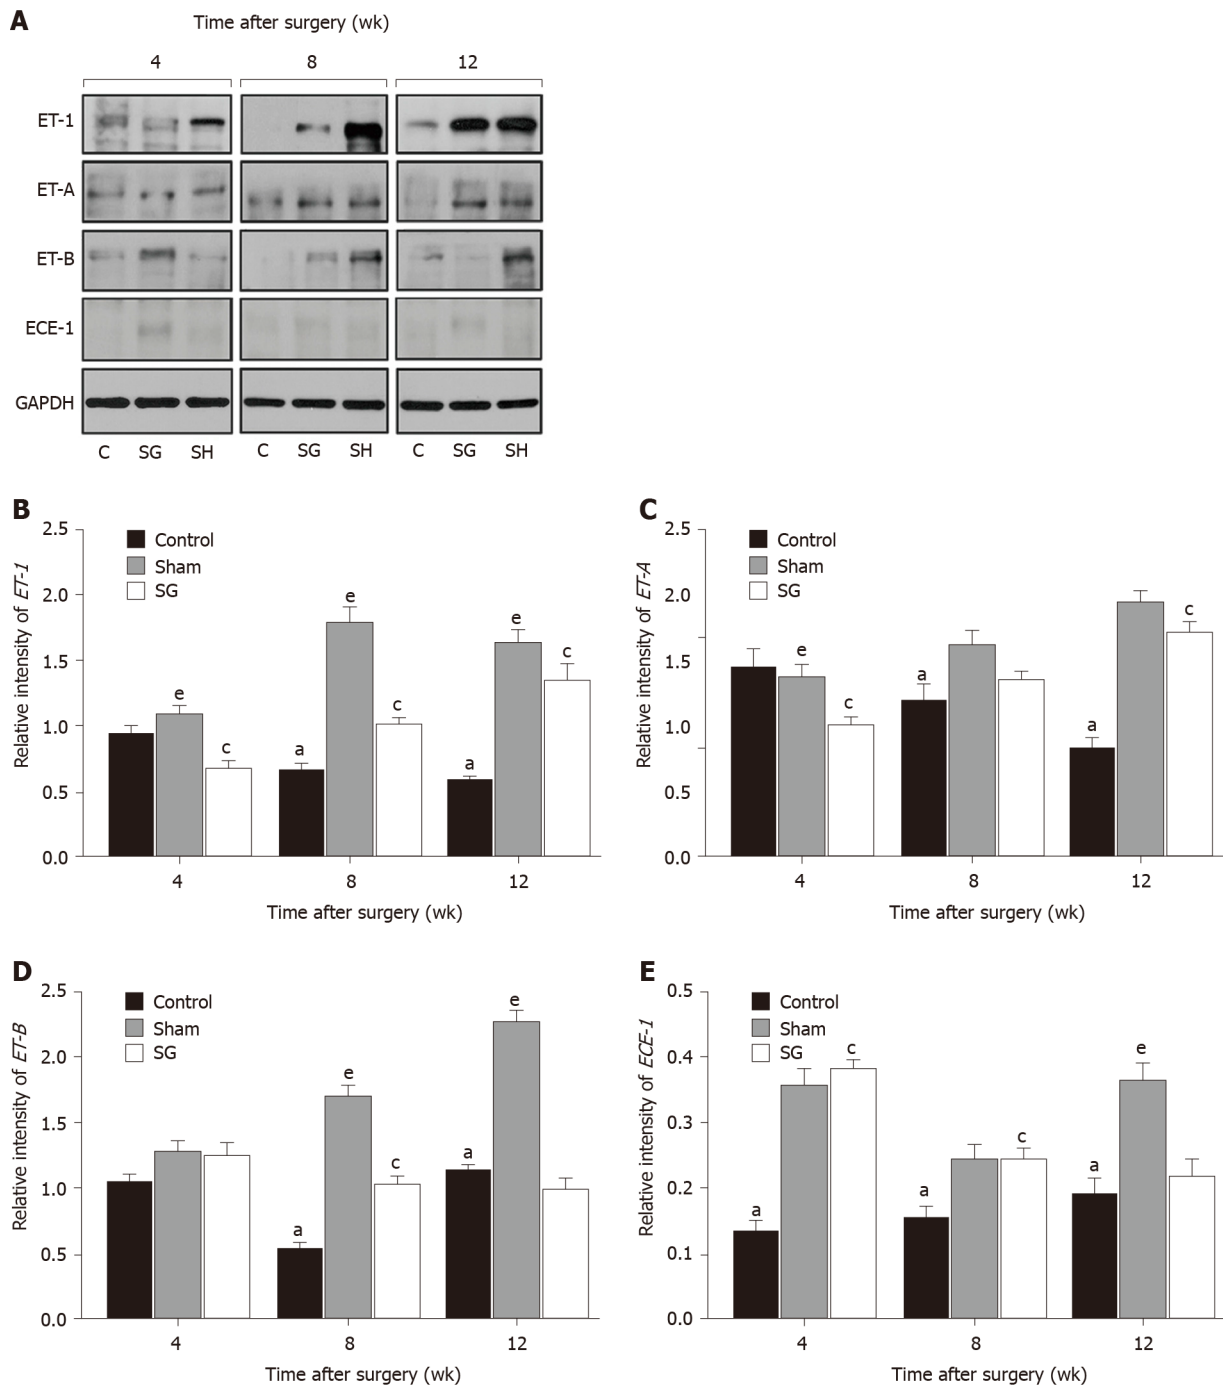 A
Time after surgery (wk)
4 8 12
ET-1
ET-A
ET-B
ECE-1
GAPDH
C SG SH C SG SH C SG SH
B
Relative intensity of ET-1
2.5
2.0
1.5
1.0
0.5
0.0
Control
Sham
SG
e
c
a
e
c
a
e
c
4 8 12
Time after surgery (wk)
C
Relative intensity of ET-A
2.5
2.0
1.5
1.0
0.5
0.0
Control
Sham
SG
e
c
a
a
c
4 8 12
Time after surgery (wk)
D
Relative intensity of ET-B
2.5
2.0
1.5
1.0
0.5
0.0
Control
Sham
SG
a
e
c
a
e
4 8 12
Time after surgery (wk)
E
Relative intensity of ECE-1
0.5
0.4
0.3
0.2
0.1
0.0
Control
Sham
SG
a
c
a
c
a
e
4 8 12
Time after surgery (wk)